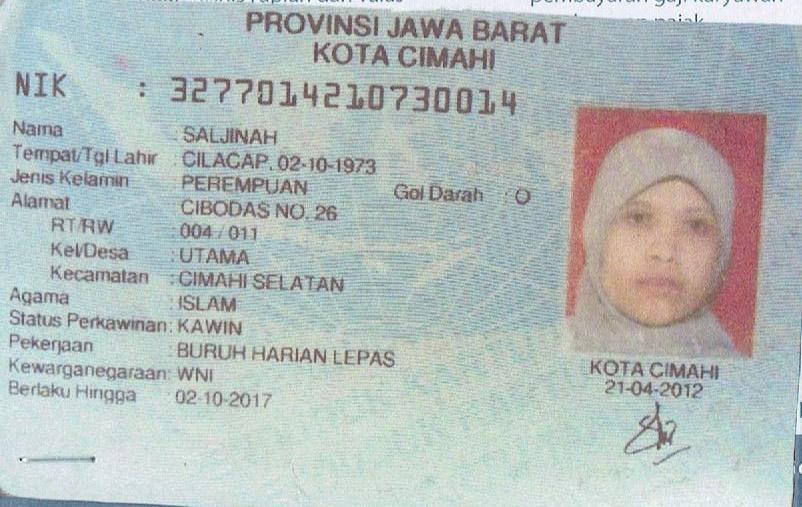 PROVINSI JAWA BARAT
KOTA CIMAHI
NIK : 3277014210730014
Nama : SALJINAH
Tempat/Tgl Lahir : CILACAP, 02-10-1973
Jenis Kelamin : PEREMPUAN Gol Darah : O
Alamat : CIBODAS NO. 26
RT/RW : 004 / 011
Kel/Desa : UTAMA
Kecamatan : CIMAHI SELATAN
Agama : ISLAM
Status Perkawinan: KAWIN
Pekerjaan : BURUH HARIAN LEPAS
Kewarganegaraan: WNI
Berlaku Hingga : 02-10-2017
KOTA CIMAHI
21-04-2012